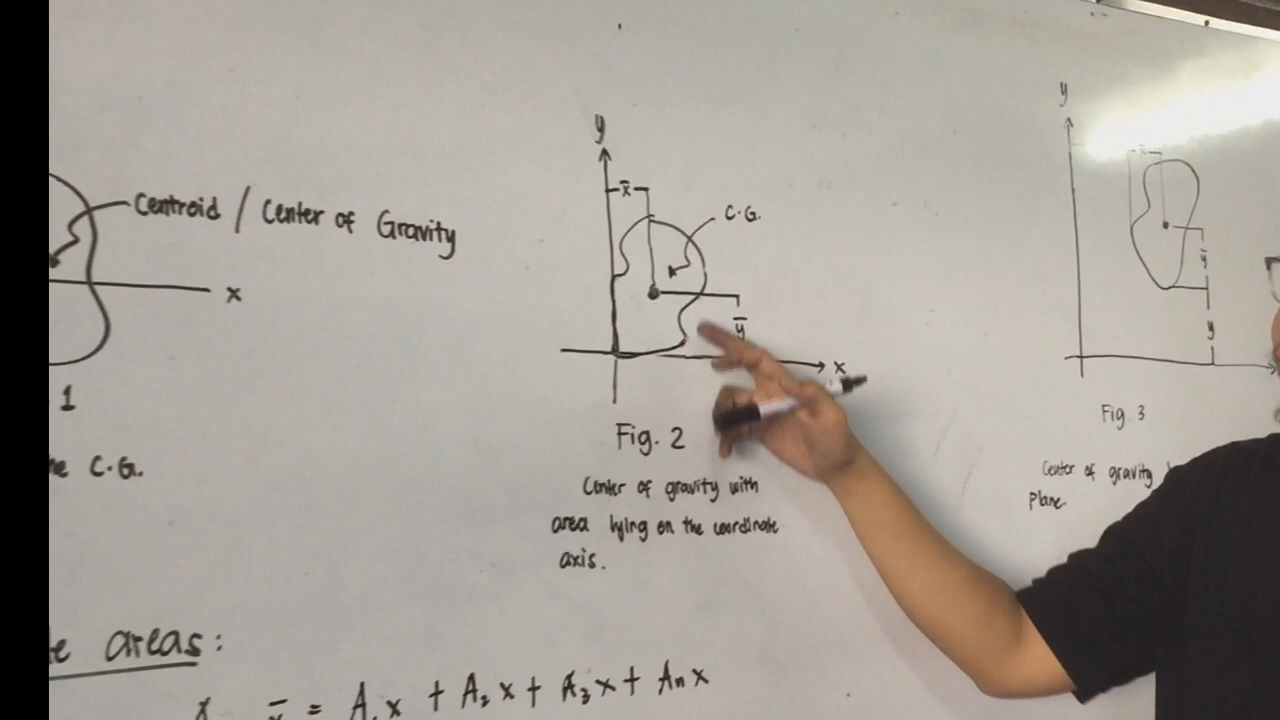 Centroid / Center of Gravity
x
1
C.G.
y
x̄
C.G.
ȳ
x
Fig. 2
Center of gravity with
area lying on the coordinate
axis.
y
x̄
ȳ
y
Fig. 3
Center of gravity
Plane
areas:
= A₁x + A₂x + A₃x + Anx